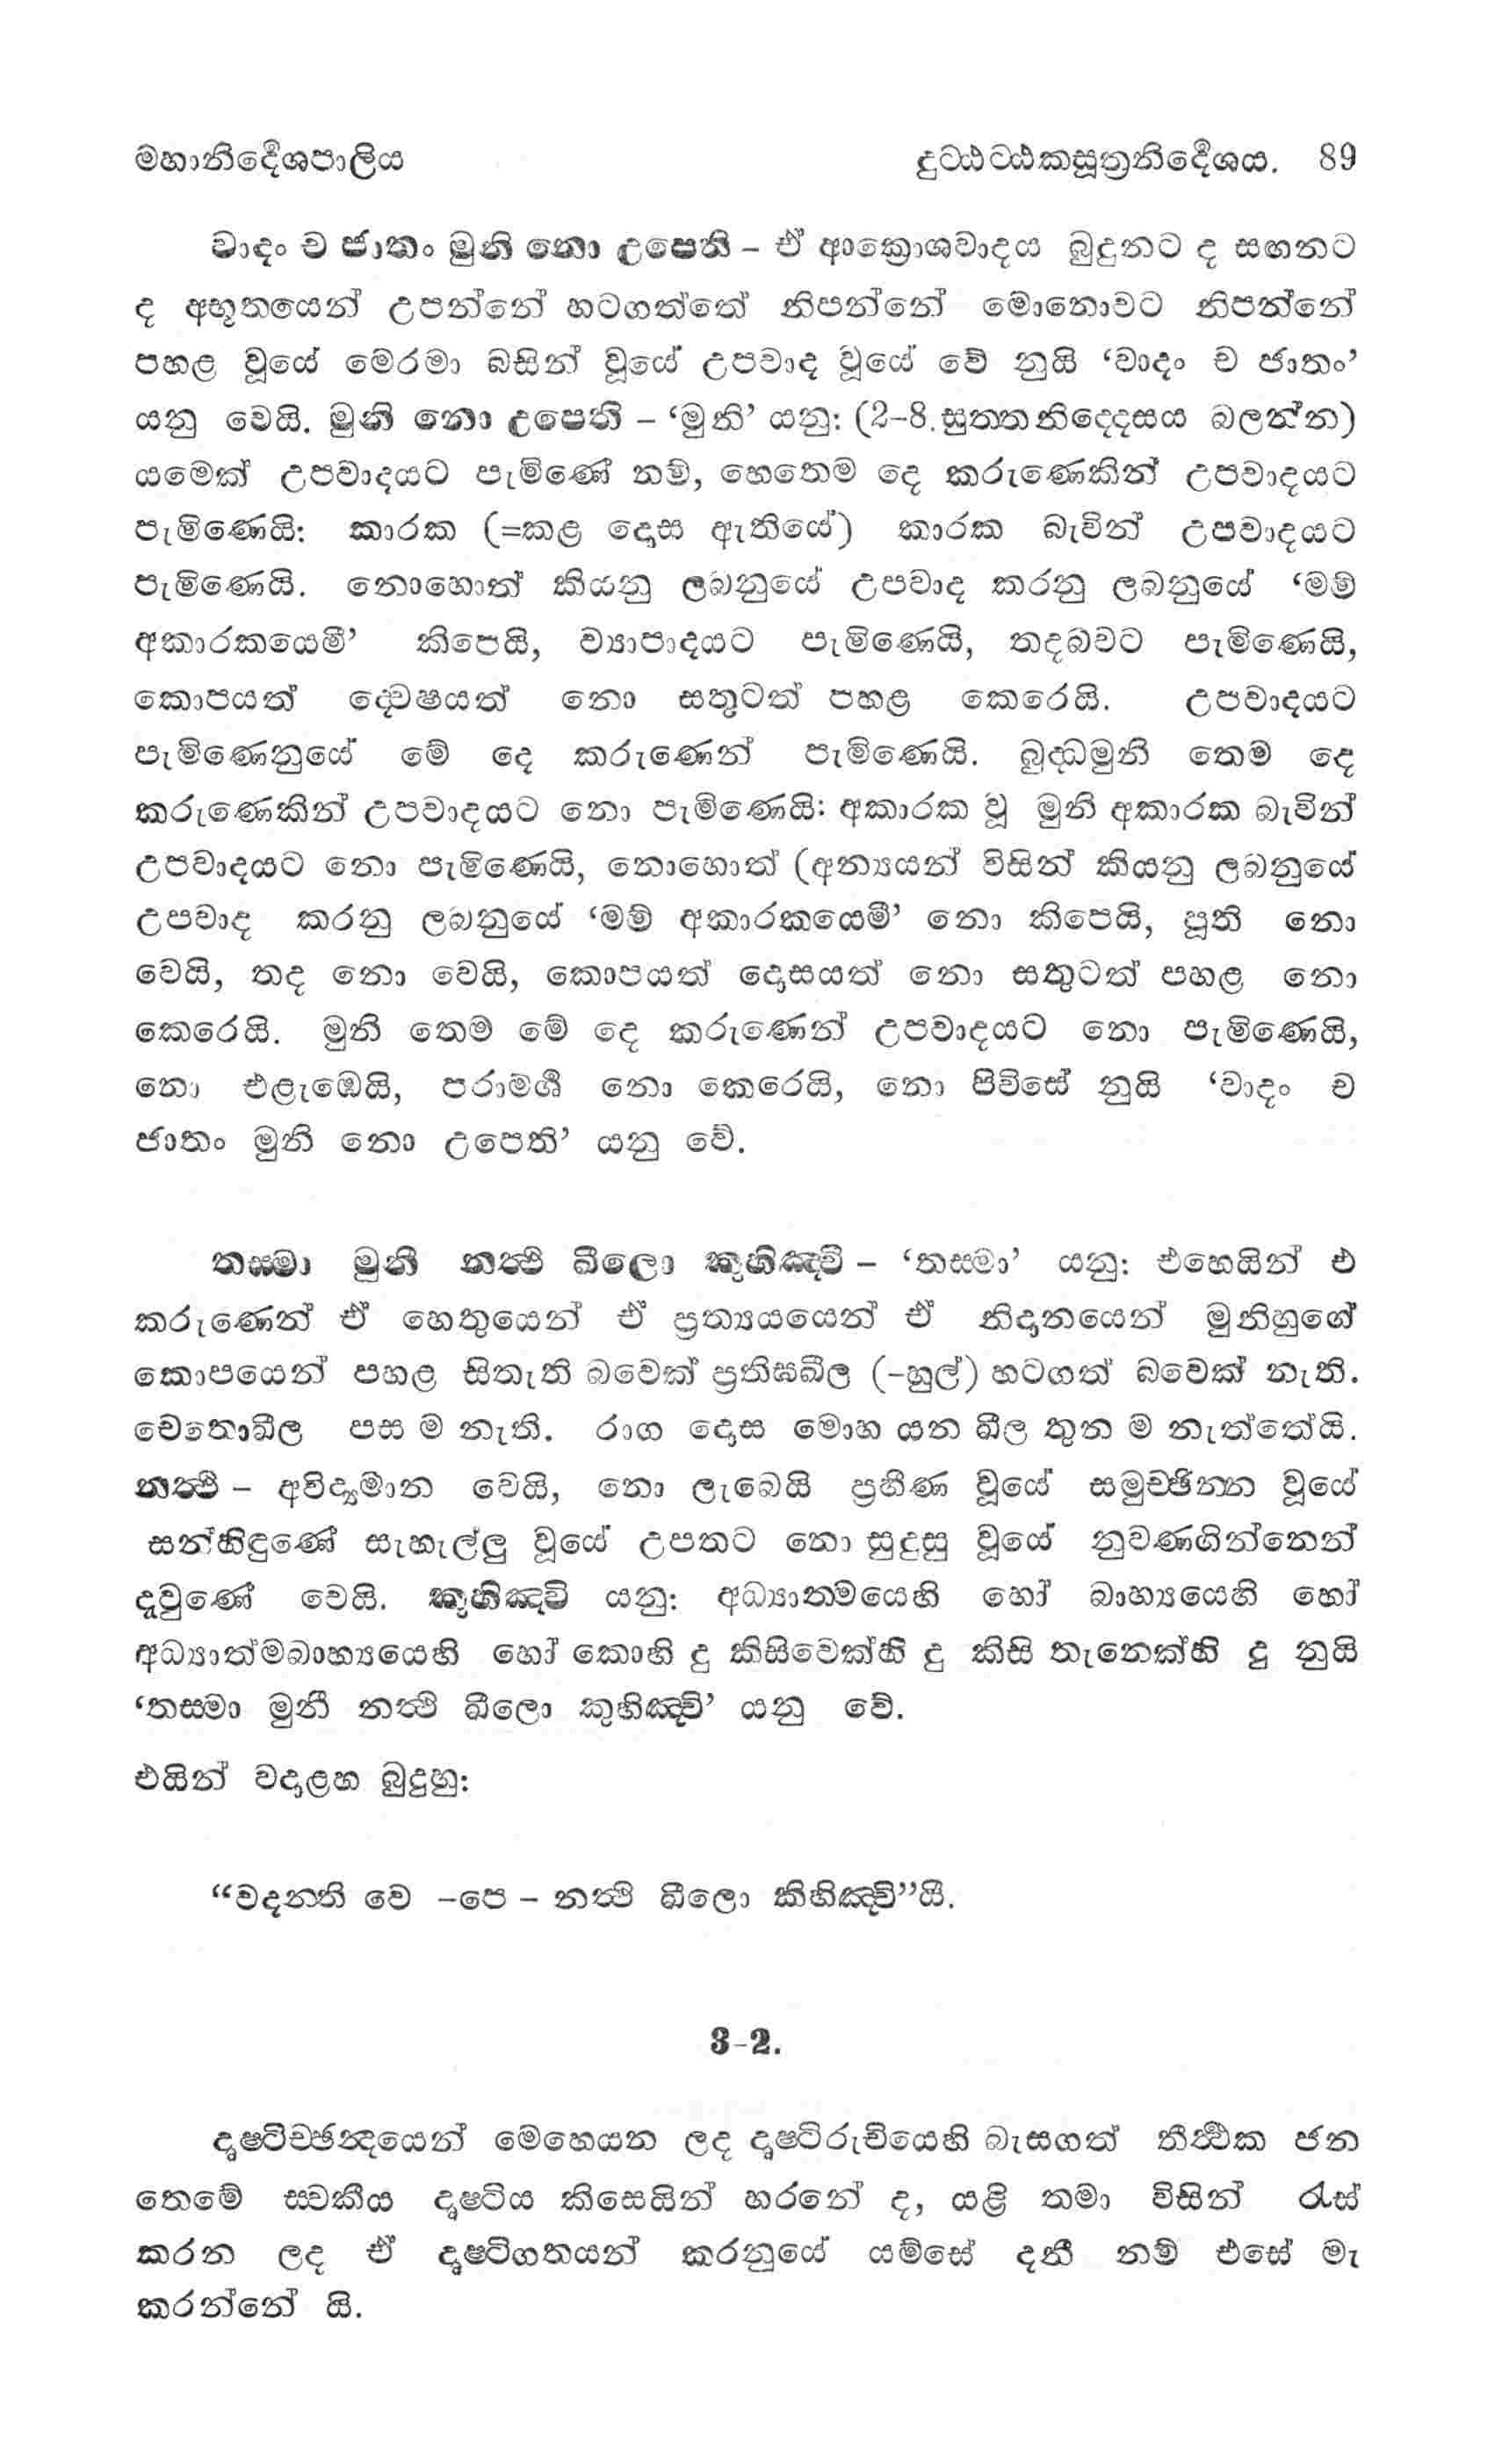 මහානිර්දේශපාලිය දුට්ඨට්ඨකසූත්‍රනිර්දේශය. 89
වාදං ච ජාතං මුනි නො උපෙති – ඒ ආක්‍රොශවාදය බුදුනට ද සඟනට
ද අභූතයෙන් උපන්නේ හටගත්තේ නිපන්නේ මොනොවට නිපන්නේ
පහළ වූයේ මෙරමා බසින් වූයේ උපවාද වූයේ වේ නුයි ‘වාදං ච ජාතං’
යනු වෙයි. මුනි නො උපෙති – ‘මුනි’ යනු: (2–8. සුත්තනිද්දෙසය බලන්න)
යමෙක් උපවාදයට පැමිණේ නම්, හෙතෙම දෙ කරුණෙකින් උපවාදයට
පැමිණෙයි: කාරක (=කළ දොස ඇතියේ) කාරක බැවින් උපවාදයට
පැමිණෙයි. නොහොත් කියනු ලබනුයේ උපවාද කරනු ලබනුයේ ‘මම්
අකාරකයෙමි’ කිපෙයි, ව්‍යාපාදයට පැමිණෙයි, තදබවට පැමිණෙයි,
කොපයත් ද්වෙෂයත් නො සතුටත් පහළ කෙරෙයි. උපවාදයට
පැමිණෙනුයේ මේ දෙ කරුණෙන් පැමිණෙයි. බුද්ධමුනි තෙම දෙ
කරුණෙකින් උපවාදයට නො පැමිණෙයි: අකාරක වූ මුනි අකාරක බැවින්
උපවාදයට නො පැමිණෙයි, නොහොත් (අන්‍යයන් විසින් කියනු ලබනුයේ
උපවාද කරනු ලබනුයේ ‘මම් අකාරකයෙමී’ නො කිපෙයි, පූති නො
වෙයි, තද නො වෙයි, කොපයත් දොසයත් නො සතුටත් පහළ නො
කෙරෙයි. මුනි තෙම මේ දෙ කරුණෙන් උපවාදයට නො පැමිණෙයි,
නො එළැඹෙයි, පරාමර්ශ නො කෙරෙයි, නො පිවිසේ නුයි ‘වාදං ච
ජාතං මුනි නො උපෙති’ යනු වේ.
තස්මා මුනී නත්ථි ඛීලො කුහිඤ්චි – ‘තස්මා’ යනු: එහෙයින් එ
කරුණෙන් ඒ හෙතුයෙන් ඒ ප්‍රත්‍යයයෙන් ඒ නිදානයෙන් මුනිහුගේ
කොපයෙන් පහළ සිතැති බවෙක් ප්‍රතිඝඛීල (–හුල්) හටගත් බවෙක් නැති.
චෙතොඛීල පස ම නැති. රාග දොස මොහ යන ඛීල තුන ම නැත්තේයි.
නත්ථි – අවිද්‍යමාන වෙයි, නො ලැබෙයි ප්‍රහීණ වූයේ සමුච්ඡින්න වූයේ
සන්හිඳුණේ සැහැල්ලු වූයේ උපතට නො සුදුසු වූයේ නුවණගින්නෙන්
දැවුණේ වෙයි. කුහිඤ්චි යනු: අධ්‍යාත්මයෙහි හෝ බාහ්‍යයෙහි හෝ
අධ්‍යාත්මබාහ්‍යයෙහි හෝ කොහි දු කිසිවෙක්හි දු කිසි තැනෙක්හි දු නුයි
‘තස්මා මුනී නත්ථි ඛීලො කුහිඤ්චි’ යනු වේ.
එයින් වදාළහ බුදුහු:
“වදන්ති වෙ –පෙ – නත්ථි ඛීලො කිහිඤ්චි”යී.
3–2.
දෘෂ්ටිච්ඡන්දයෙන් මෙහෙයන ලද දෘෂ්ටිරුචියෙහි බැසගත් තීර්ථක ජන
තෙමේ ස්වකීය දෘෂ්ටිය කිසෙයින් හරනේ ද, යළි තමා විසින් රැස්
කරන ලද ඒ දෘෂ්ටිගතයන් කරනුයේ යම්සේ දනී නම් එසේ මැ
කරන්නේ යි.